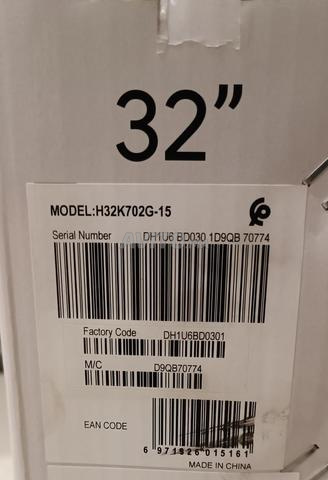 32”
MODEL:H32K702G-15
Serial Number DH1U6 BD030 1D9QB 70774
Factory Code DH1U6BD0301
M/C D9QB70774
EAN CODE
6 971926 015161
MADE IN CHINA